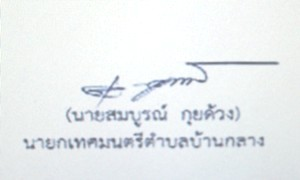 (นายสมบูรณ์ กุยด้วง)
นายกเทศมนตรีตำบลบ้านกลาง